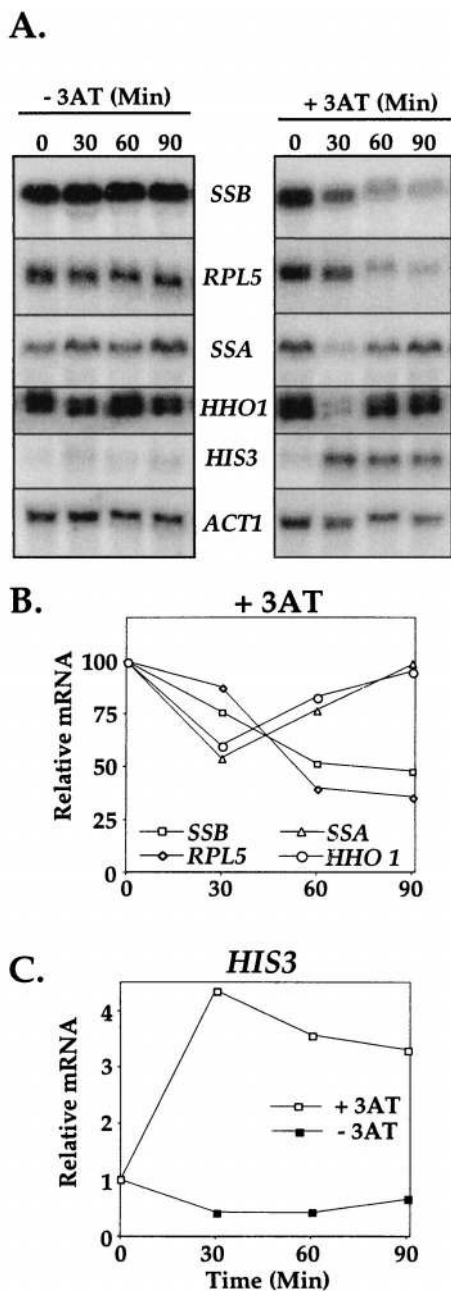 A.
- 3AT (Min) + 3AT (Min)
0 30 60 90 0 30 60 90
SSB
RPL5
SSA
HHO1
HIS3
ACT1
B.
+ 3AT
Relative mRNA
100
75
50
25
0
SSB SSA
RPL5 HHO 1
0 30 60 90
C.
HIS3
Relative mRNA
4
3
2
1
0
+ 3AT
- 3AT
0 30 60 90
Time (Min)